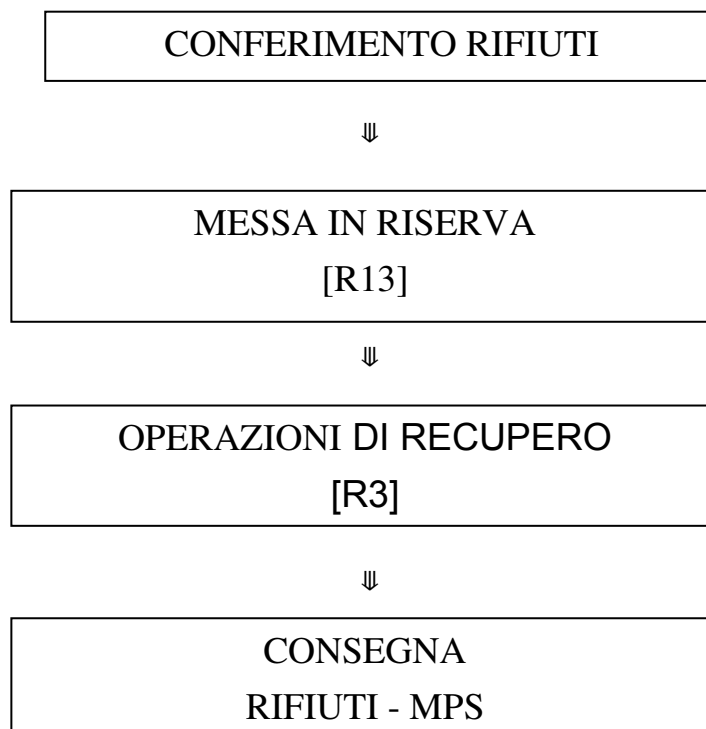 CONFERIMENTO RIFIUTI
⤋
MESSA IN RISERVA
[R13]
⤋
OPERAZIONI DI RECUPERO
[R3]
⤋
CONSEGNA
RIFIUTI - MPS